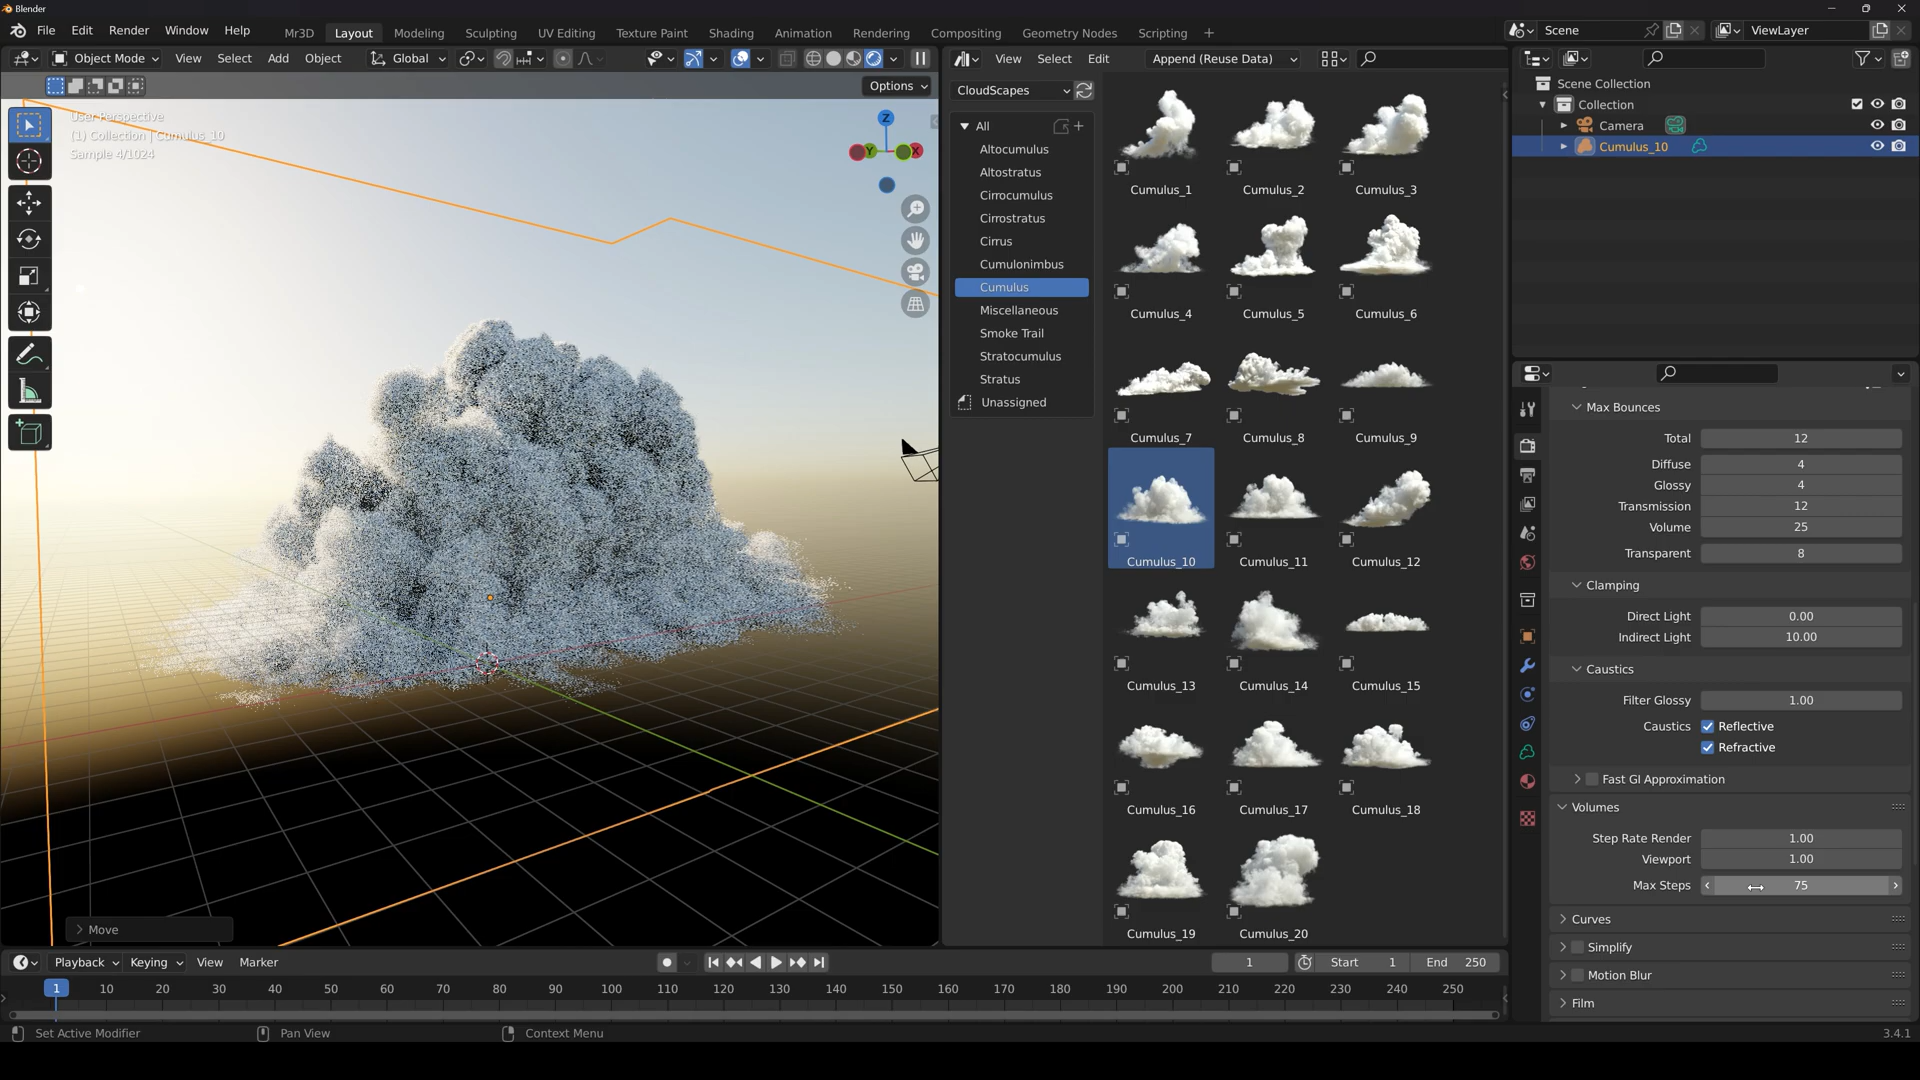 Blender
File Edit Render Window Help
Mr3D Layout Modeling Sculpting UV Editing Texture Paint Shading Animation Rendering Compositing Geometry Nodes Scripting +
Scene
ViewLayer
Object Mode View Select Add Object Global
View Select Edit Append (Reuse Data)
Options
User Perspective
(1) Collection | Cumulus_10
Sample 4/1024
Z
Y
X
Move
CloudScapes
All
Altocumulus
Altostratus
Cirrocumulus
Cirrostratus
Cirrus
Cumulonimbus
Cumulus
Miscellaneous
Smoke Trail
Stratocumulus
Stratus
Unassigned
Cumulus_1 Cumulus_2 Cumulus_3
Cumulus_4 Cumulus_5 Cumulus_6
Cumulus_7 Cumulus_8 Cumulus_9
Cumulus_10 Cumulus_11 Cumulus_12
Cumulus_13 Cumulus_14 Cumulus_15
Cumulus_16 Cumulus_17 Cumulus_18
Cumulus_19 Cumulus_20
Scene Collection
Collection
Camera
Cumulus_10
Max Bounces
Total 12
Diffuse 4
Glossy 4
Transmission 12
Volume 25
Transparent 8
Clamping
Direct Light 0.00
Indirect Light 10.00
Caustics
Filter Glossy 1.00
Caustics Reflective
Refractive
Fast GI Approximation
Volumes
Step Rate Render 1.00
Viewport 1.00
Max Steps 75
Curves
Simplify
Motion Blur
Film
Playback Keying View Marker
1 Start 1 End 250
1 10 20 30 40 50 60 70 80 90 100 110 120 130 140 150 160 170 180 190 200 210 220 230 240 250
Set Active Modifier Pan View Context Menu
3.4.1